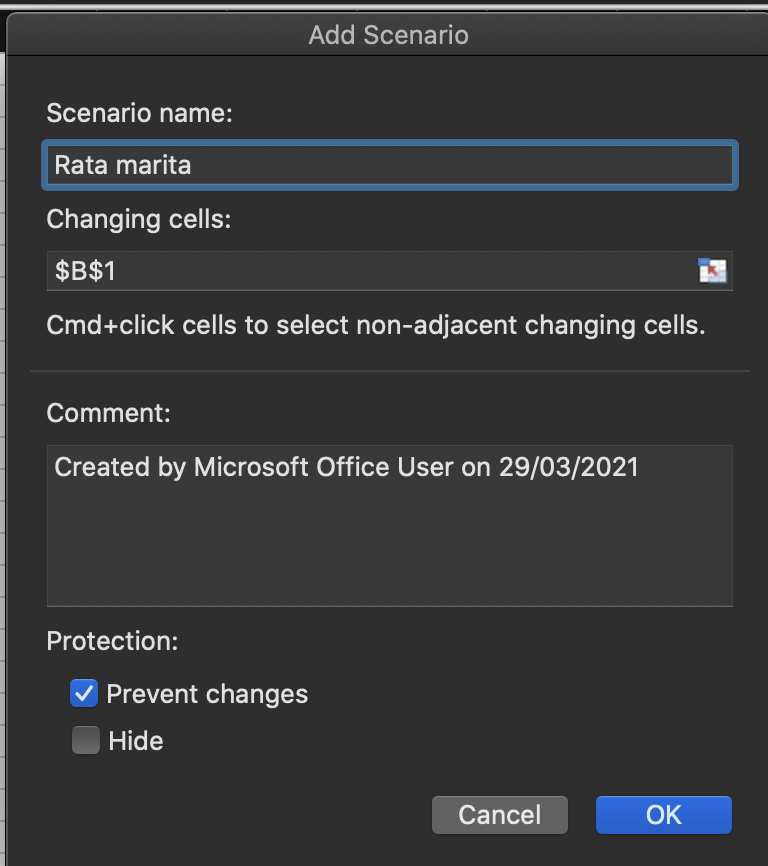 Add Scenario
Scenario name:
Rata marita
Changing cells:
$B$1
Cmd+click cells to select non-adjacent changing cells.
Comment:
Created by Microsoft Office User on 29/03/2021
Protection:
Prevent changes
Hide
Cancel
OK